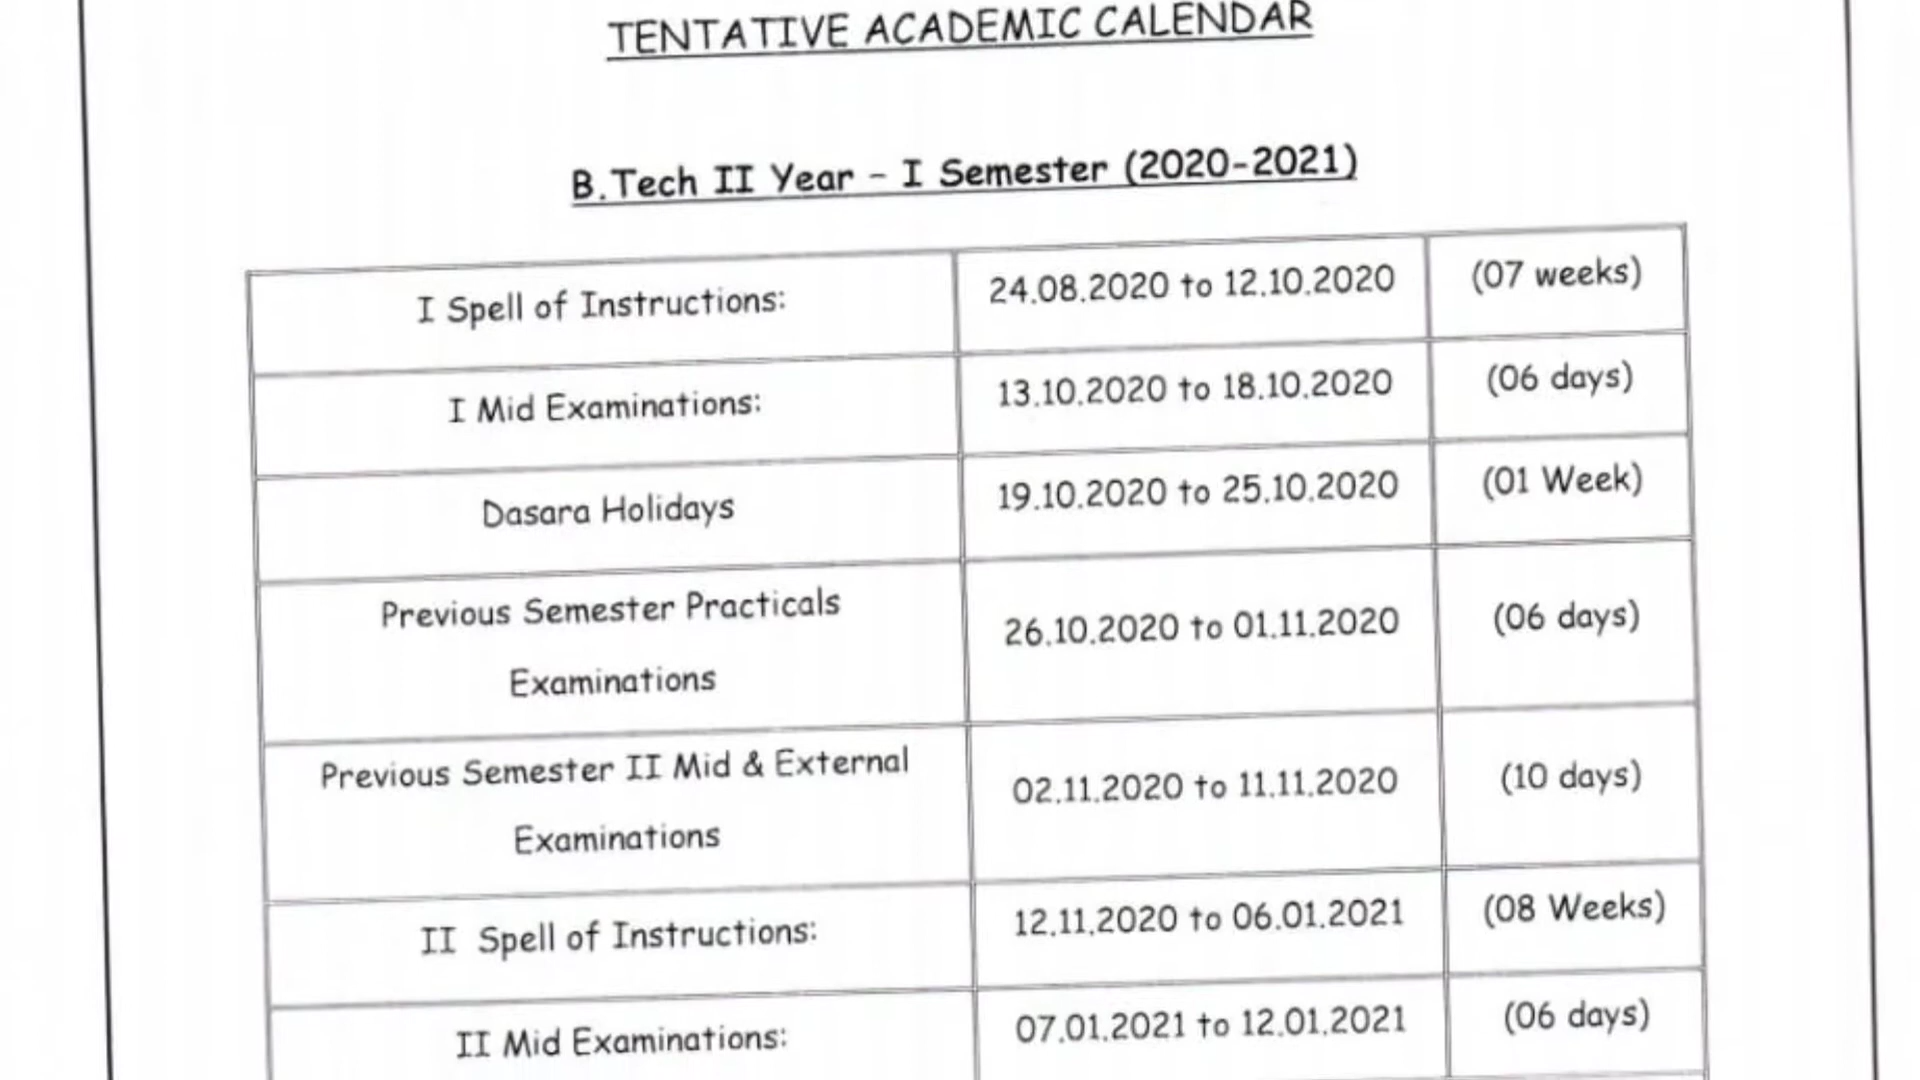 TENTATIVE ACADEMIC CALENDAR
B.Tech II Year - I Semester (2020-2021)
I Spell of Instructions: 24.08.2020 to 12.10.2020 (07 weeks)
I Mid Examinations: 13.10.2020 to 18.10.2020 (06 days)
Dasara Holidays 19.10.2020 to 25.10.2020 (01 Week)
Previous Semester Practicals
Examinations 26.10.2020 to 01.11.2020 (06 days)
Previous Semester II Mid & External
Examinations 02.11.2020 to 11.11.2020 (10 days)
II Spell of Instructions: 12.11.2020 to 06.01.2021 (08 Weeks)
II Mid Examinations: 07.01.2021 to 12.01.2021 (06 days)